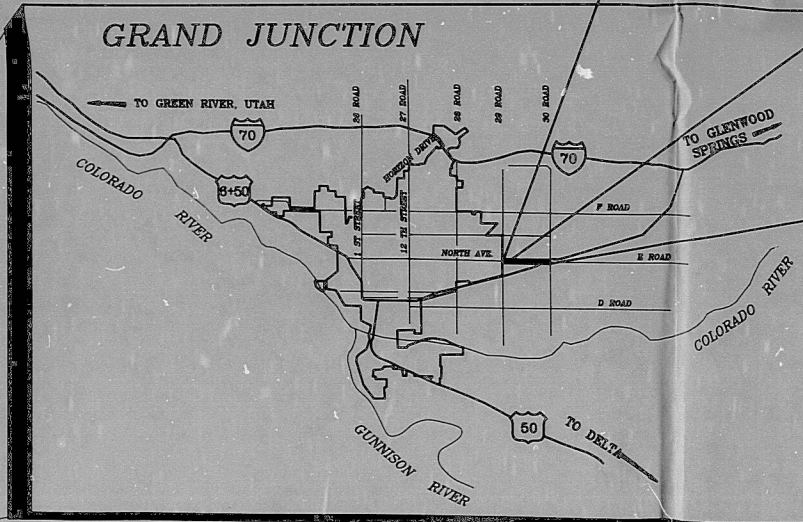 GRAND JUNCTION
TO GREEN RIVER, UTAH
70
26 ROAD
27 ROAD
28 ROAD
29 ROAD
30 ROAD
HORIZON DRIVE
70
TO GLENWOOD
SPRINGS
COLORADO
RIVER
6+50
1 ST STREET
12 TH STREET
F ROAD
NORTH AVE.
E ROAD
D ROAD
COLORADO RIVER
GUNNISON RIVER
50
TO DELTA